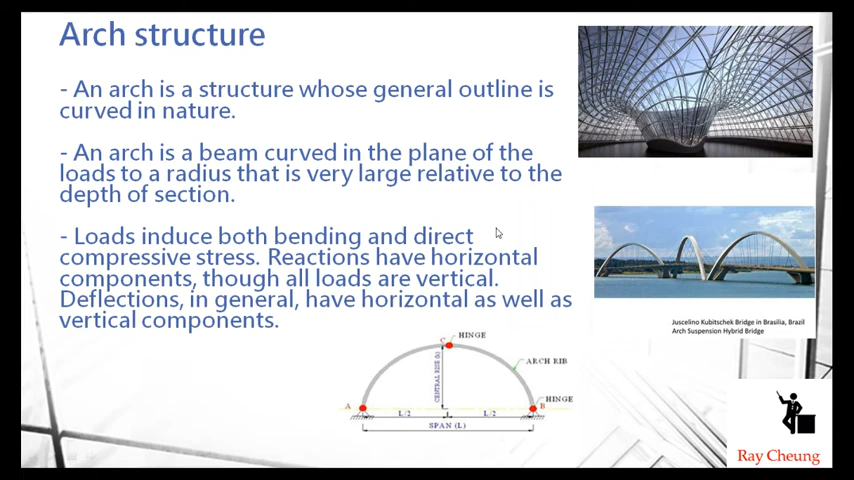 Arch structure
- An arch is a structure whose general outline is
curved in nature.
- An arch is a beam curved in the plane of the
loads to a radius that is very large relative to the
depth of section.
- Loads induce both bending and direct
compressive stress. Reactions have horizontal
components, though all loads are vertical.
Deflections, in general, have horizontal as well as
vertical components.
Juscelino Kubitschek Bridge in Brasilia, Brazil
Arch Suspension Hybrid Bridge
C
HINGE
CENTRAL RISE (h)
ARCH RIB
A
B
HINGE
L/2
L/2
SPAN (L)
Ray Cheung